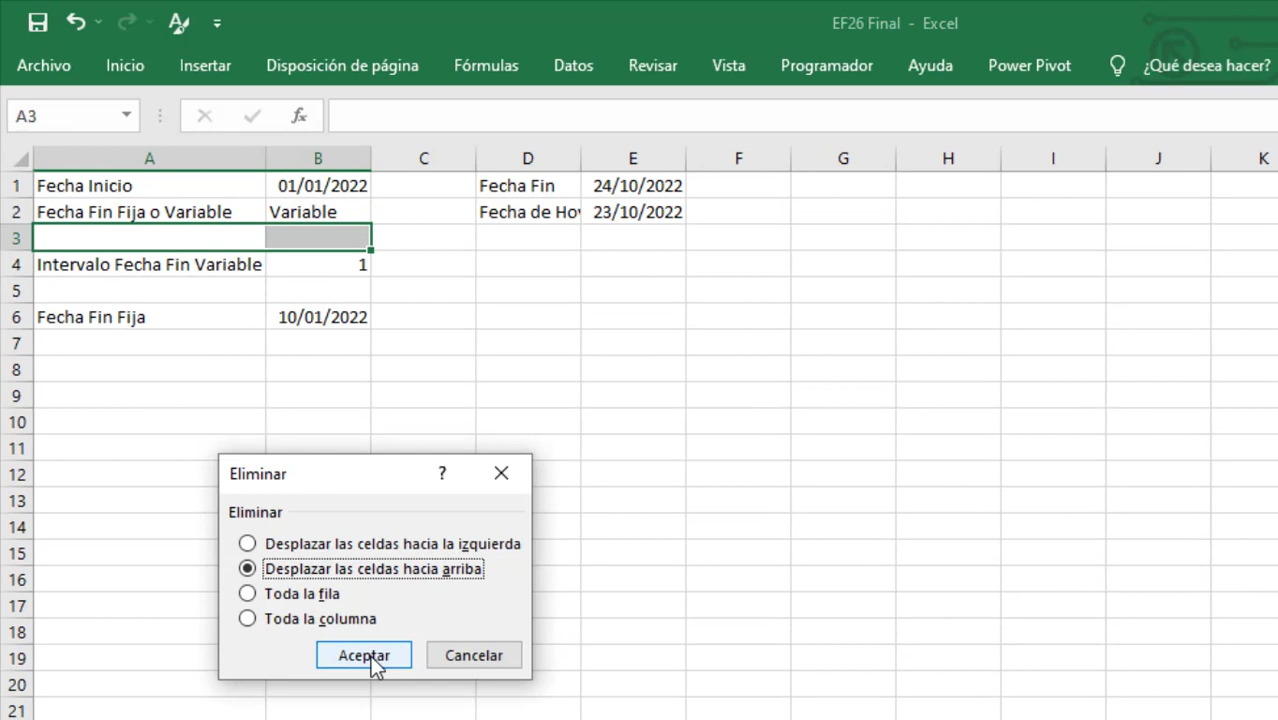 EF26 Final - Excel
Archivo Inicio Insertar Disposición de página Fórmulas Datos Revisar Vista Programador Ayuda Power Pivot ¿Qué desea hacer?
A3 fx
A B C D E F G H I J K
1 Fecha Inicio 01/01/2022 Fecha Fin 24/10/2022
2 Fecha Fin Fija o Variable Variable Fecha de Hoy 23/10/2022
3
4 Intervalo Fecha Fin Variable 1
5
6 Fecha Fin Fija 10/01/2022
7
8
9
10
11
12
13
14
15
16
17
18
19
20
21
Eliminar ?
Eliminar
Desplazar las celdas hacia la izquierda
Desplazar las celdas hacia arriba
Toda la fila
Toda la columna
Aceptar Cancelar